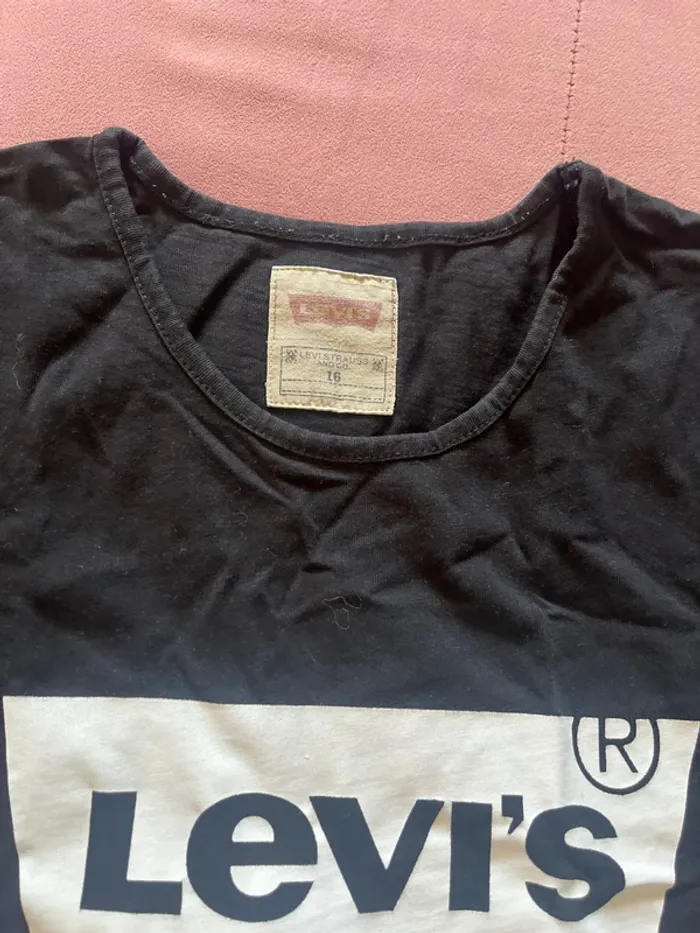 LEVI'S
LEVI STRAUSS
AND CO.
16
R
Levi's